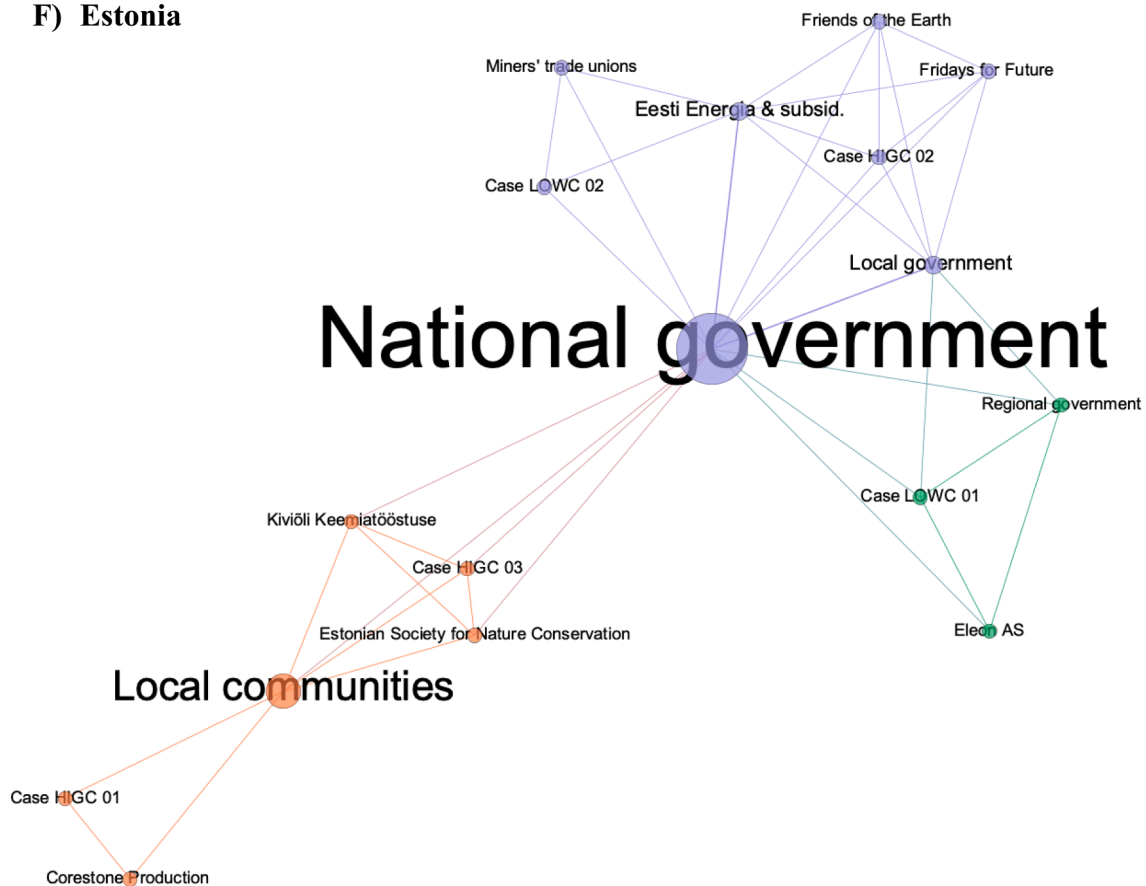 F) Estonia
Friends of the Earth
Miners' trade unions
Fridays for Future
Eesti Energia & subsid.
Case HIGC 02
Case LOWC 02
Local government
National government
Regional government
Case LOWC 01
Kiviõli Keemiatööstuse
Case HIGC 03
Estonian Society for Nature Conservation
Eleon AS
Local communities
Case HIGC 01
Corestone Production